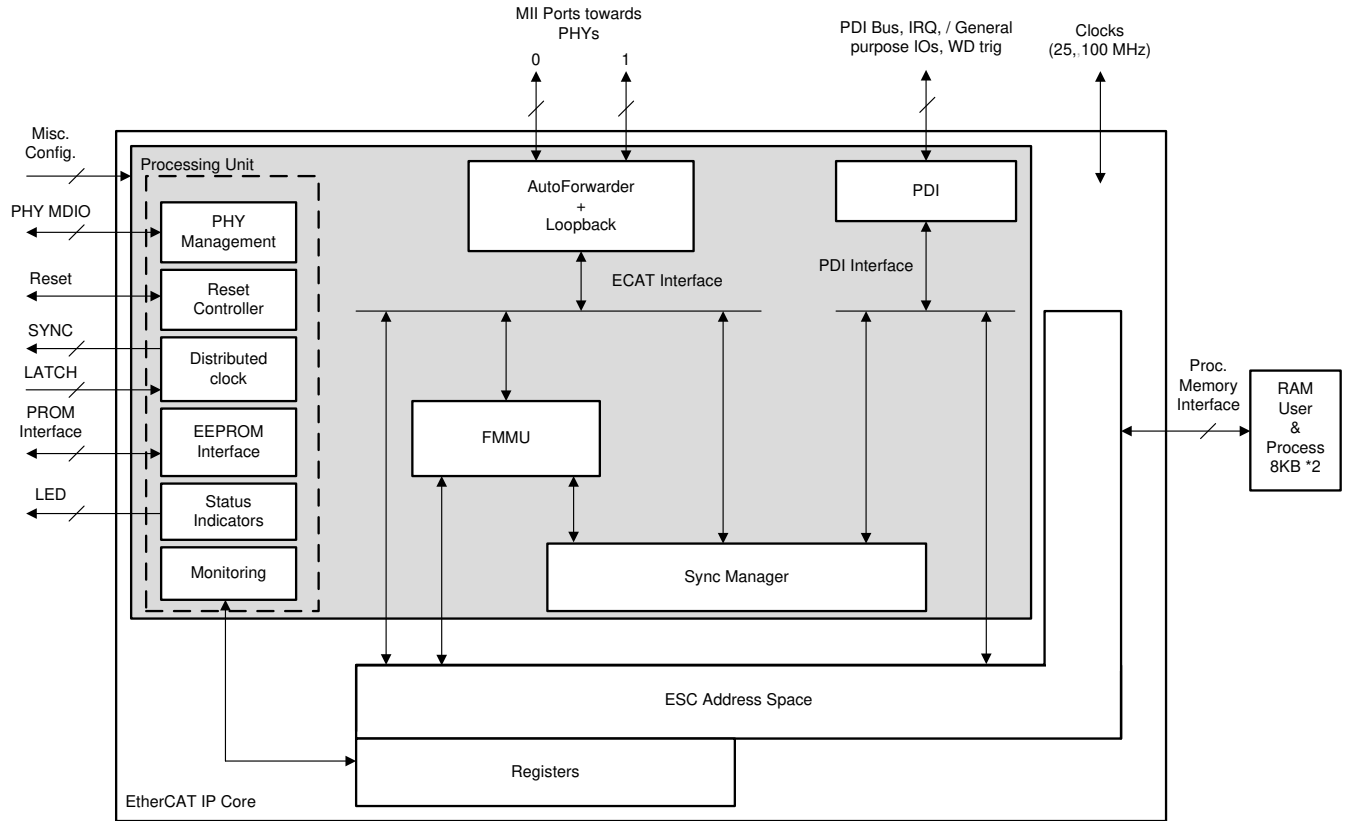 MII Ports towards
PHYs
0
1
PDI Bus, IRQ, / General
purpose IOs, WD trig
Clocks
(25,,100 MHz)
Misc.
Config.
PHY MDIO
Reset
SYNC
LATCH
PROM
Interface
LED
Processing Unit
PHY
Management
Reset
Controller
Distributed
clock
EEPROM
Interface
Status
Indicators
Monitoring
AutoForwarder
+
Loopback
PDI
ECAT Interface
PDI Interface
FMMU
Sync Manager
Proc.
Memory
Interface
RAM
User
&
Process
8KB *2
ESC Address Space
Registers
EtherCAT IP Core